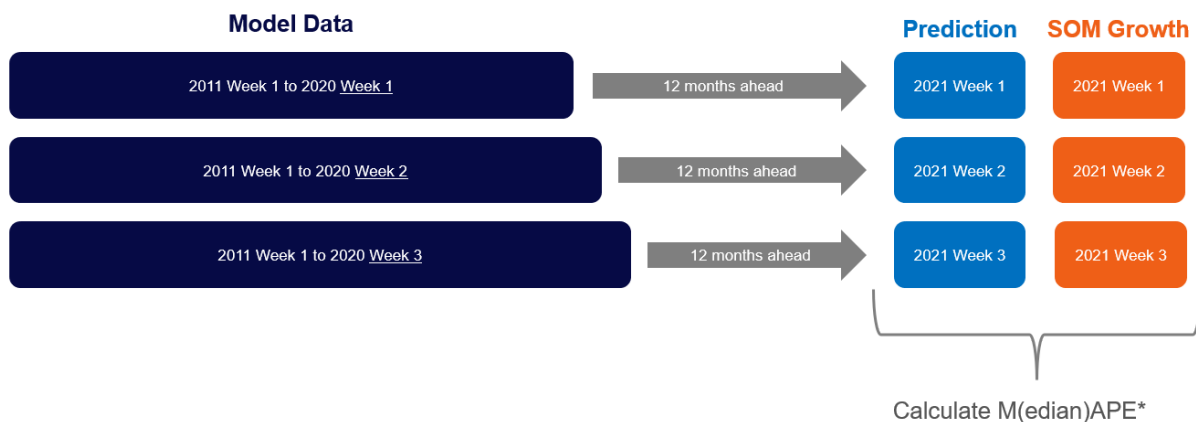 Model Data
Prediction
SOM Growth
2011 Week 1 to 2020 Week 1
12 months ahead
2021 Week 1
2021 Week 1
2011 Week 1 to 2020 Week 2
12 months ahead
2021 Week 2
2021 Week 2
2011 Week 1 to 2020 Week 3
12 months ahead
2021 Week 3
2021 Week 3
Calculate M(edian)APE*